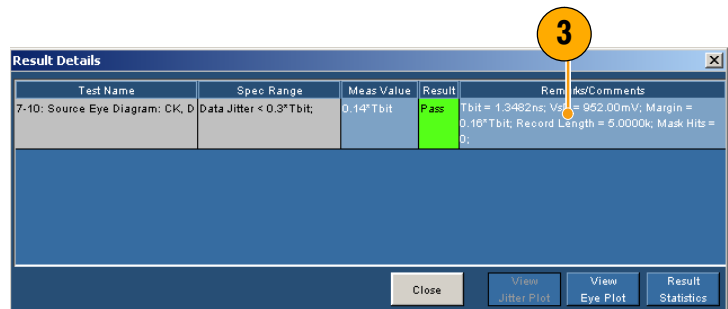 3
Result Details
Test Name Spec Range Meas Value Result Remarks/Comments
7-10: Source Eye Diagram: CK, D Data Jitter < 0.3*Tbit; 0.14*Tbit Pass Tbit = 1.3482ns; = 952.00mV; Margin =
0.16*Tbit; Record Length = 5.0000k; Mask Hits =
0;
Close View Jitter Plot View Eye Plot Result Statistics